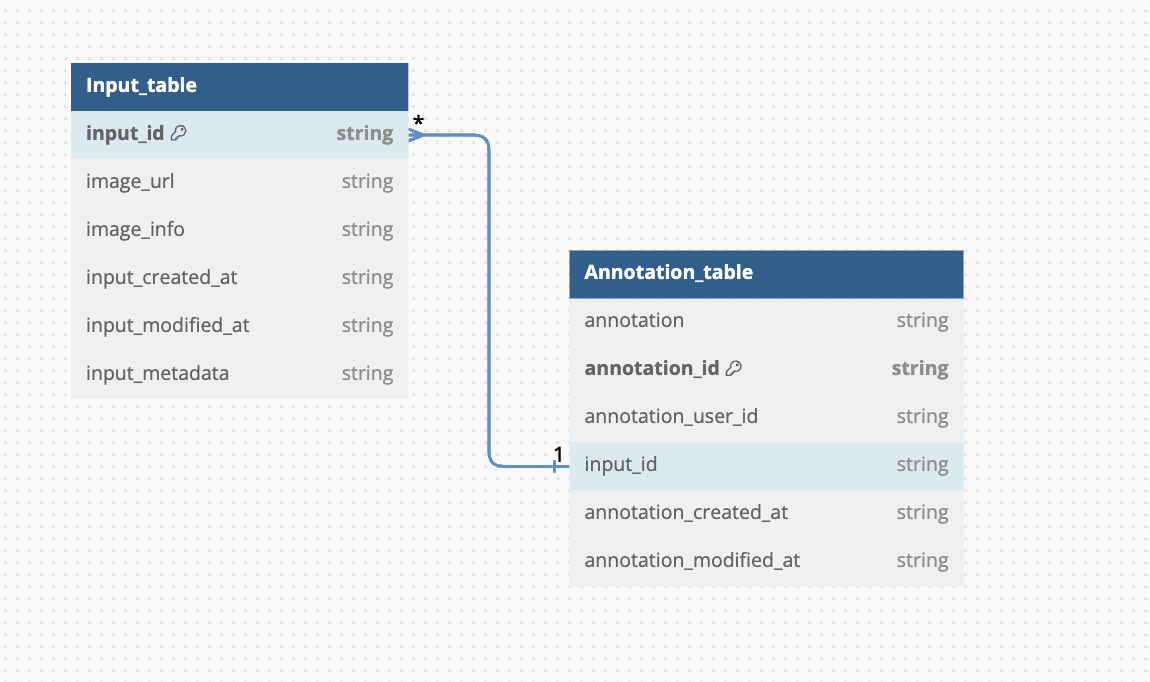 Input_table
input_id string
image_url string
image_info string
input_created_at string
input_modified_at string
input_metadata string
*
1
Annotation_table
annotation string
annotation_id string
annotation_user_id string
input_id string
annotation_created_at string
annotation_modified_at string